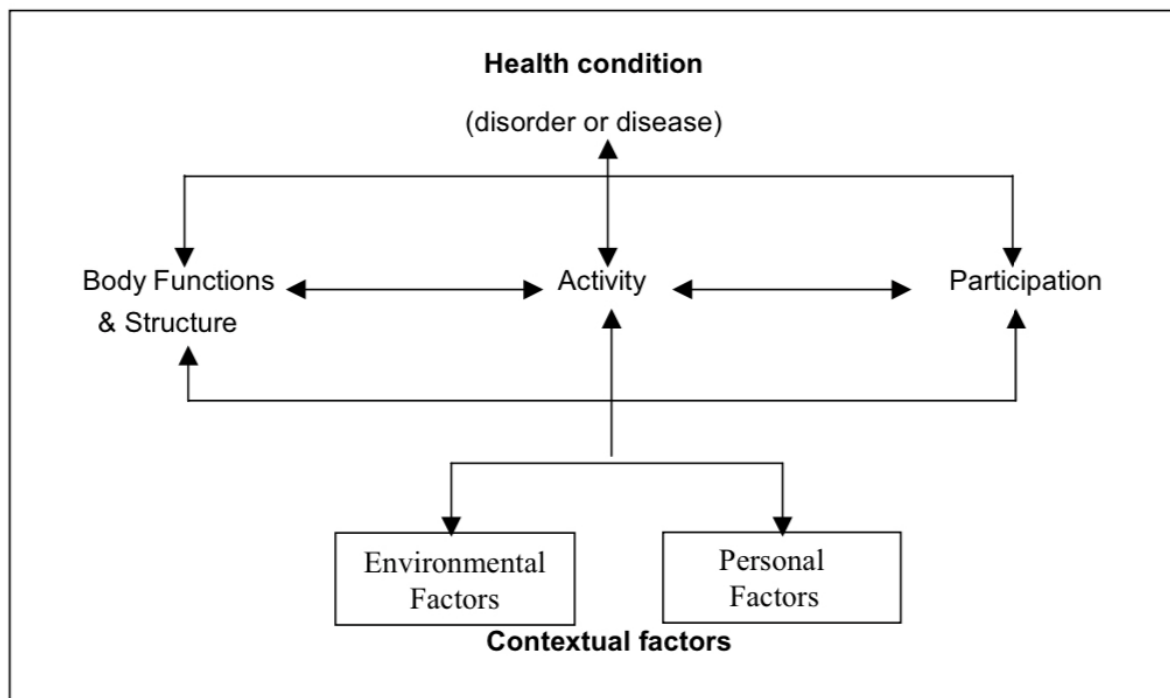 Health condition
(disorder or disease)
Body Functions
& Structure
Activity
Participation
Environmental
Factors
Personal
Factors
Contextual factors